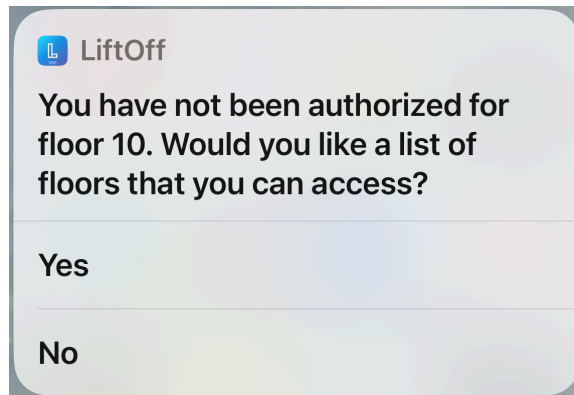 LiftOff
You have not been authorized for
floor 10. Would you like a list of
floors that you can access?
Yes
No